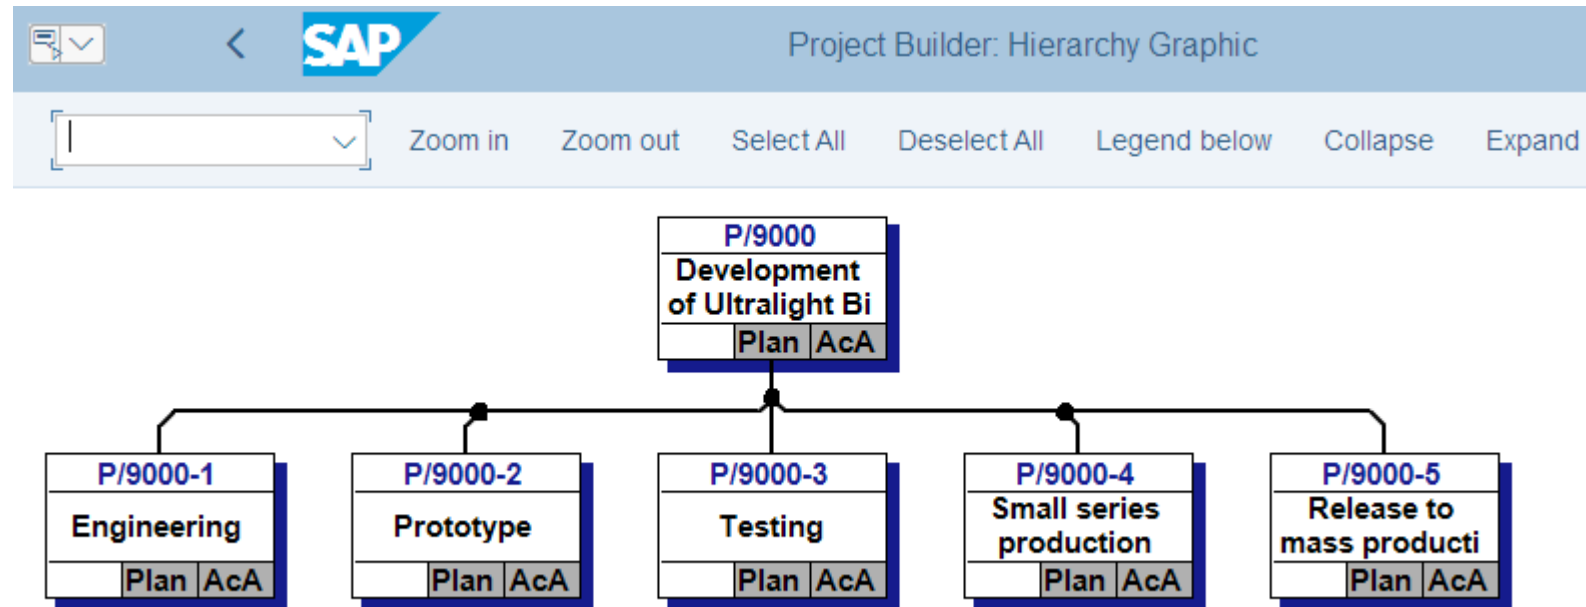 SAP
Project Builder: Hierarchy Graphic
Zoom in Zoom out Select All Deselect All Legend below Collapse Expand
P/9000
Development
of Ultralight Bi
Plan AcA
P/9000-1 P/9000-2 P/9000-3 P/9000-4 P/9000-5
Engineering Prototype Testing Small series production Release to mass producti
Plan AcA Plan AcA Plan AcA Plan AcA Plan AcA